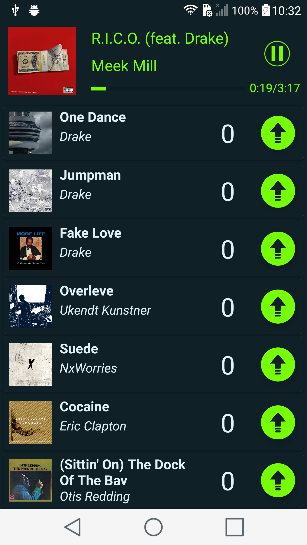 100% 10:32
R.I.C.O. (feat. Drake)
Meek Mill
0:19/3:17
One Dance
Drake
0
Jumpman
Drake
0
MORE LIFE
Fake Love
Drake
0
Overleve
Ukendt Kunstner
0
Suede
NxWorries
0
Cocaine
Eric Clapton
0
(Sittin' On) The Dock
Of The Bay
Otis Redding
0